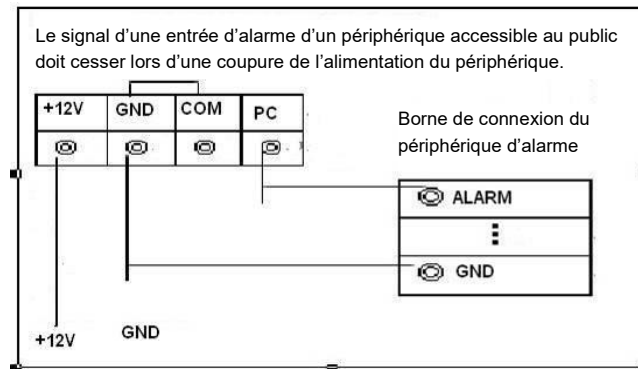 Le signal d'une entrée d'alarme d'un périphérique accessible au public
doit cesser lors d'une coupure de l'alimentation du périphérique.
+12V GND COM PC
Borne de connexion du
périphérique d'alarme
ALARM
GND
+12V GND